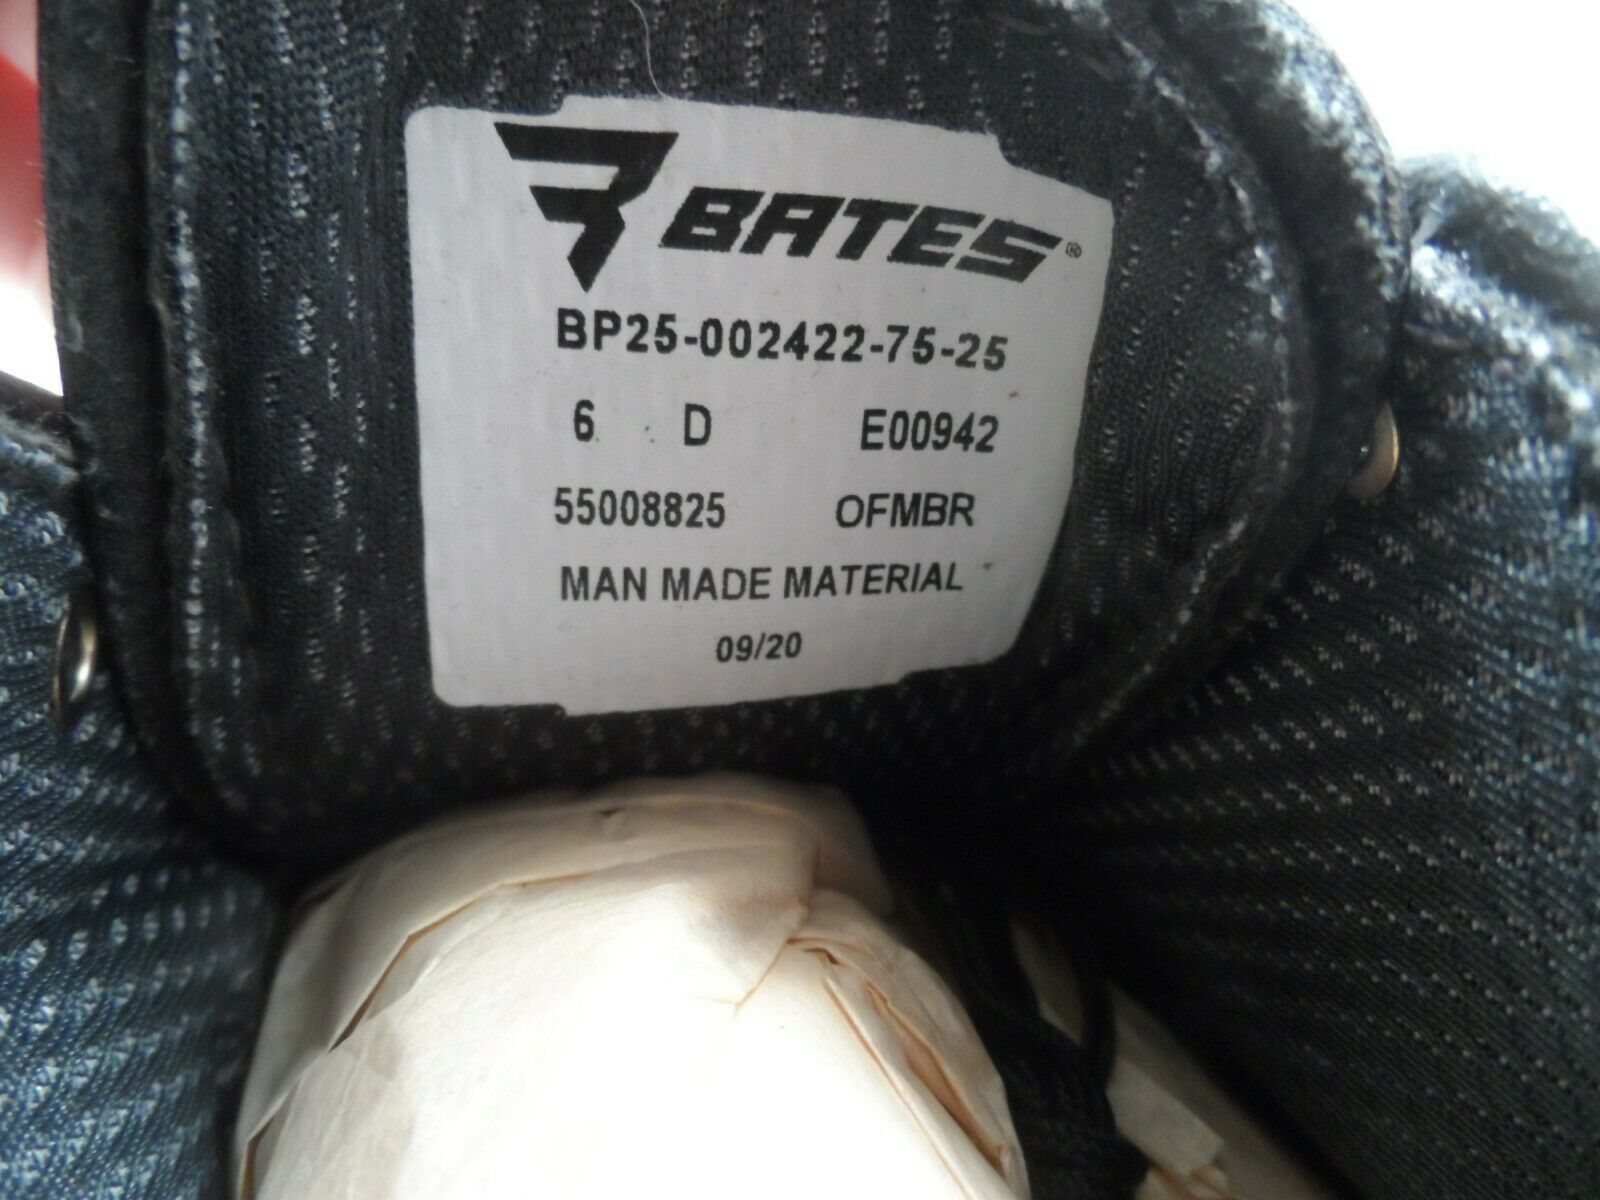 BATES®
BP25-002422-75-25
6 D E00942
55008825 OFMBR
MAN MADE MATERIAL
09/20